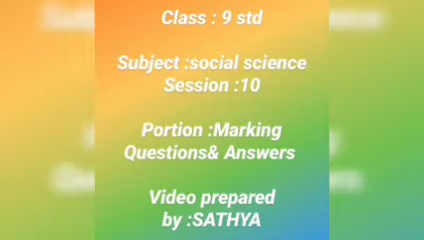 Class : 9 std
Subject :social science
Session :10
Portion :Marking
Questions& Answers
Video prepared
by :SATHYA